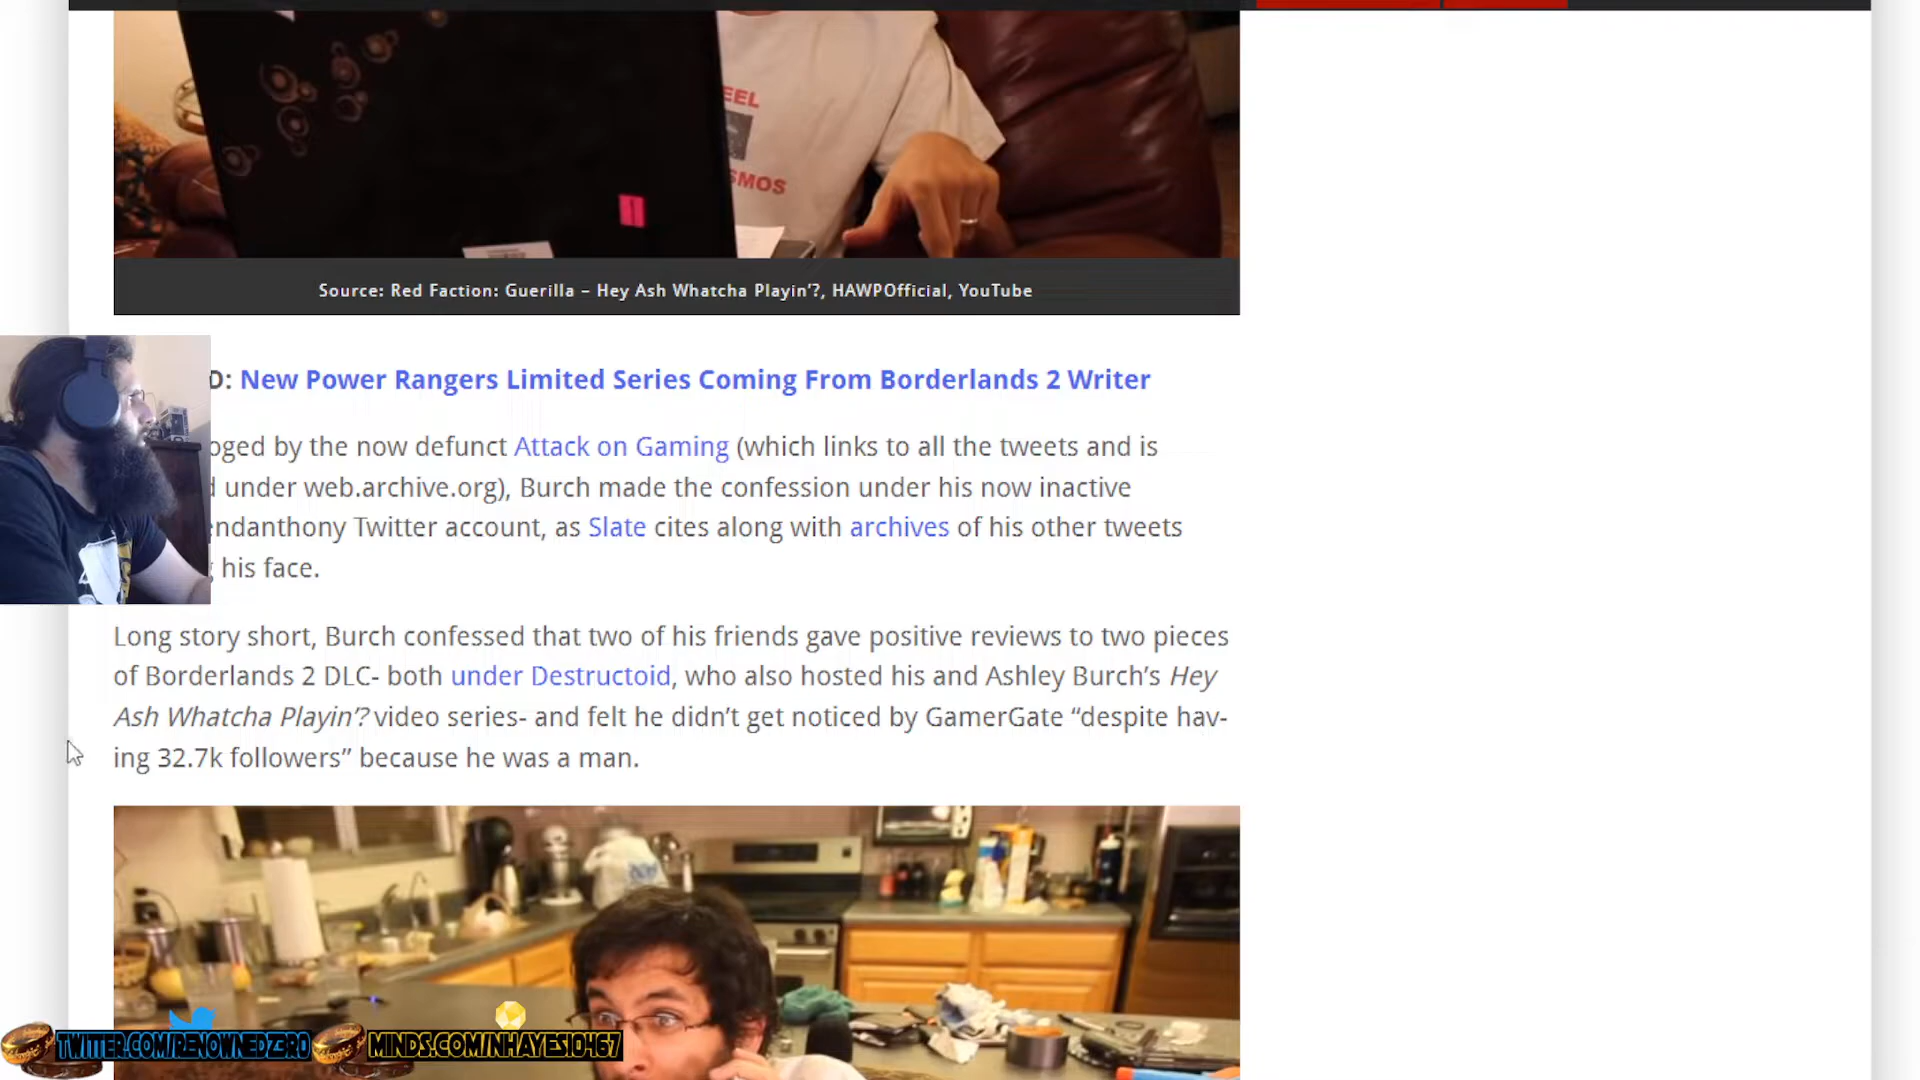 EEL
SMOS
Source: Red Faction: Guerilla – Hey Ash Whatcha Playin'?, HAWPOfficial, YouTube
D: New Power Rangers Limited Series Coming From Borderlands 2 Writer
oged by the now defunct Attack on Gaming (which links to all the tweets and is
d under web.archive.org), Burch made the confession under his now inactive
endanthony Twitter account, as Slate cites along with archives of his other tweets
his face.
Long story short, Burch confessed that two of his friends gave positive reviews to two pieces
of Borderlands 2 DLC- both under Destructoid, who also hosted his and Ashley Burch's Hey
Ash Whatcha Playin'? video series- and felt he didn't get noticed by GamerGate “despite hav-
ing 32.7k followers” because he was a man.
TWITTER.COM/RENOWNEDZER0
MINDS.COM/NHAYES10467